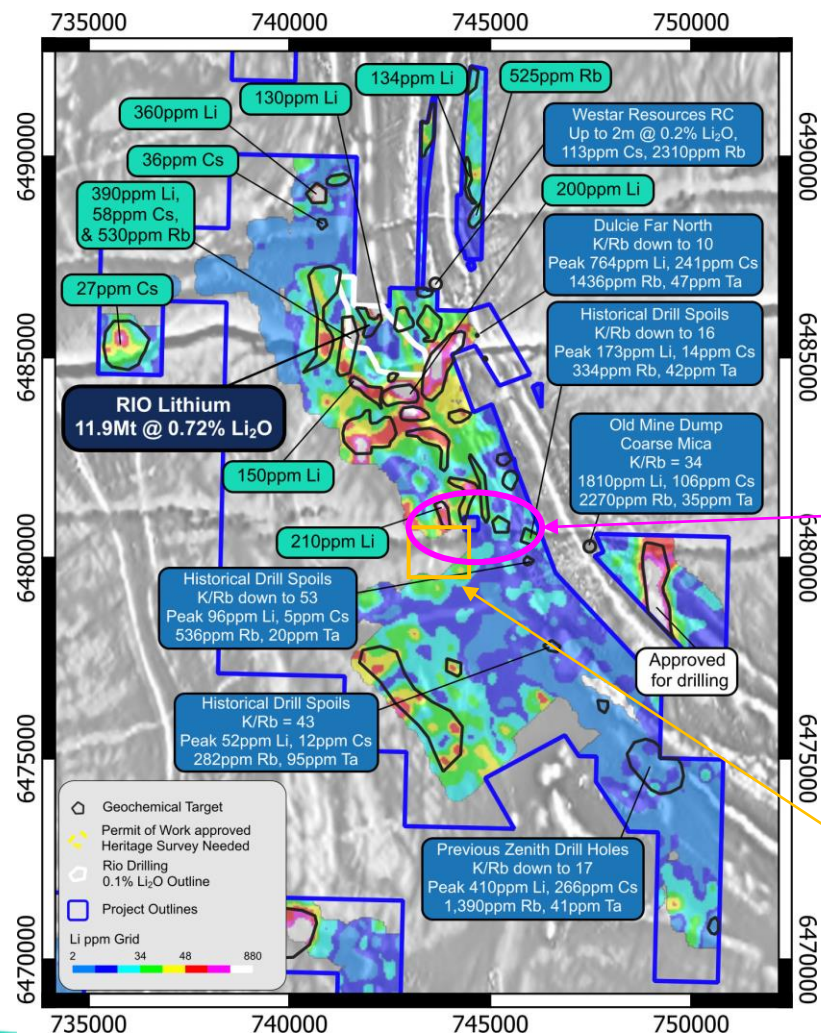 735000
740000
745000
750000
6490000
6485000
6480000
6475000
6470000
134ppm Li
525ppm Rb
130ppm Li
360ppm Li
36ppm Cs
390ppm Li,
58ppm Cs,
& 530ppm Rb
27ppm Cs
Westar Resources RC
Up to 2m @ 0.2% Li₂O,
113ppm Cs, 2310ppm Rb
200ppm Li
Dulcie Far North
K/Rb down to 10
Peak 764ppm Li, 241ppm Cs
1436ppm Rb, 47ppm Ta
Historical Drill Spoils
K/Rb down to 16
Peak 173ppm Li, 14ppm Cs
334ppm Rb, 42ppm Ta
RIO Lithium
11.9Mt @ 0.72% Li₂O
Old Mine Dump
Coarse Mica
K/Rb = 34
1810ppm Li, 106ppm Cs
2270ppm Rb, 35ppm Ta
150ppm Li
210ppm Li
Historical Drill Spoils
K/Rb down to 53
Peak 96ppm Li, 5ppm Cs
536ppm Rb, 20ppm Ta
Approved
for drilling
Historical Drill Spoils
K/Rb = 43
Peak 52ppm Li, 12ppm Cs
282ppm Rb, 95ppm Ta
Previous Zenith Drill Holes
K/Rb down to 17
Peak 410ppm Li, 266ppm Cs
1,390ppm Rb, 41ppm Ta
Geochemical Target
Permit of Work approved
Heritage Survey Needed
Rio Drilling
0.1% Li₂O Outline
Project Outlines
Li ppm Grid
2 34 48 880
6490000
6485000
6480000
6475000
6470000
735000
740000
745000
750000